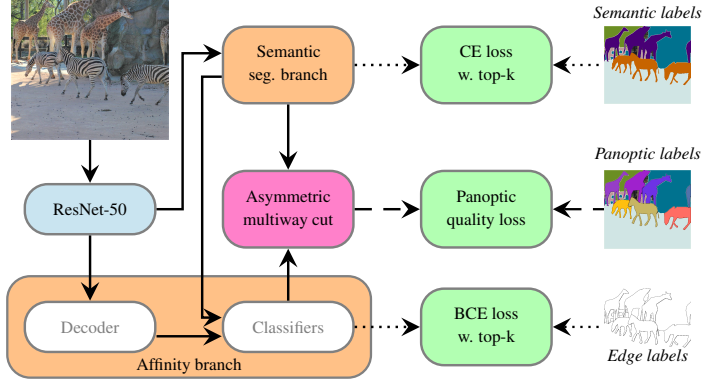 Semantic labels
Semantic
seg. branch
CE loss
w. top-k
Panoptic labels
ResNet-50
Asymmetric
multiway cut
Panoptic
quality loss
Decoder
Classifiers
BCE loss
w. top-k
Edge labels
Affinity branch